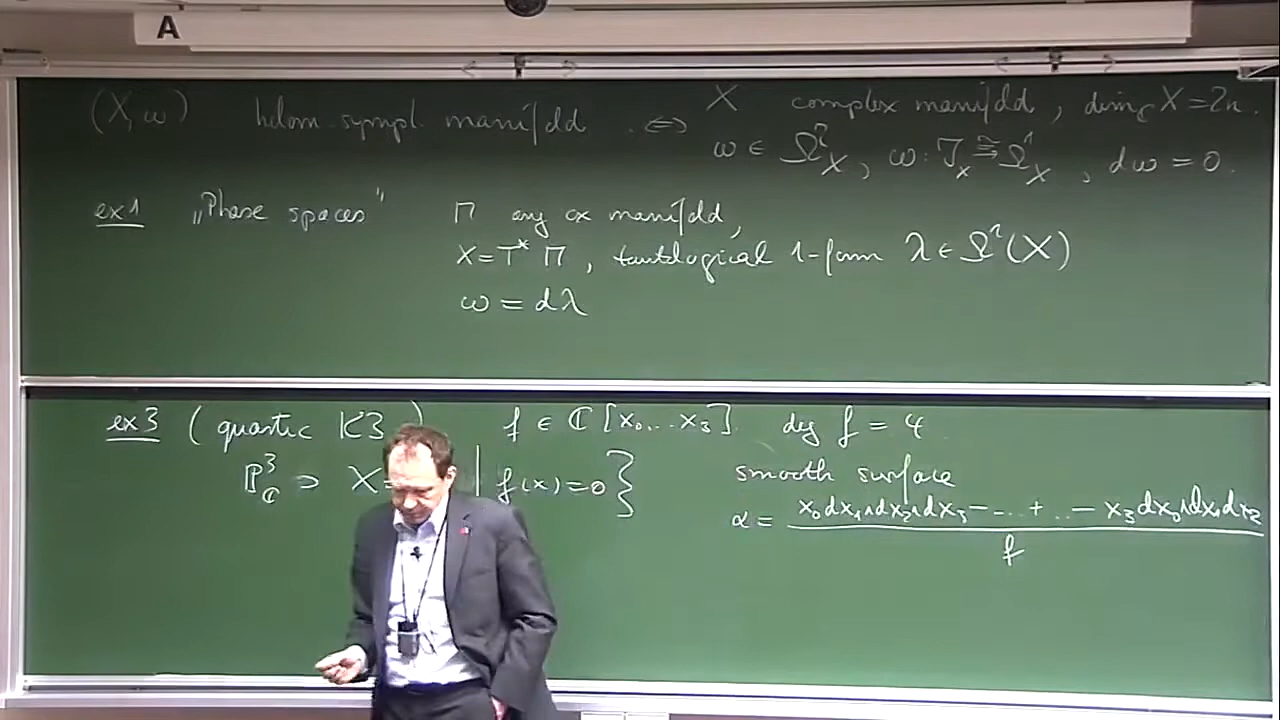 A
(X, ω) holom. sympl. manifold ⇔ X complex manifold, dim_ℂ X = 2n.
ω ∈ Ω²_X, ω: T_X ≅→ Ω¹_X, dω = 0.
ex1 „Phase spaces" M any cx manifold,
X = T* M, tautological 1-form λ ∈ Ω¹(X)
ω = dλ
ex3 (quartic K3) f ∈ ℂ[x₀...x₃] deg f = 4
ℙ³_ℂ ⊃ X = | f(x)=0} smooth surface
α = x₀dx₁∧dx₂∧dx₃ - ... + ... - x₃dx₀∧dx₁dx₂
f